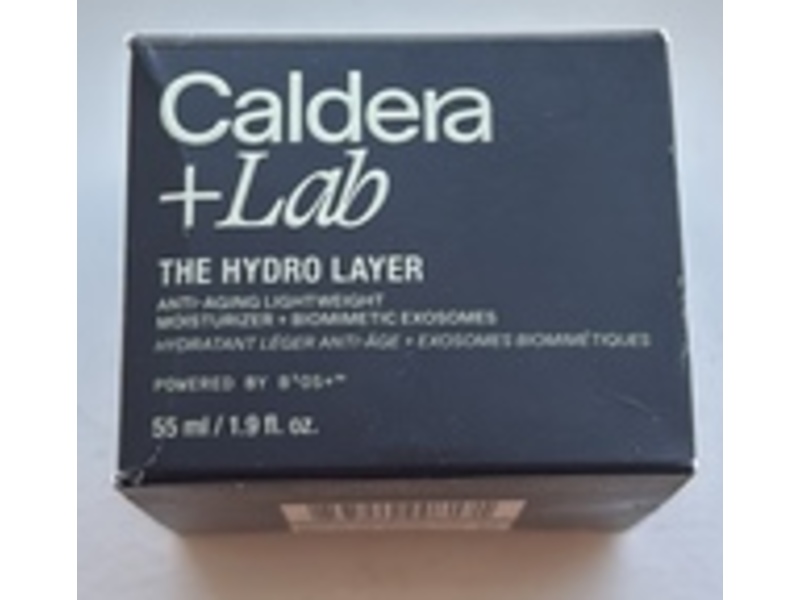 Caldera
+Lab
THE HYDRO LAYER
ANTI-AGING LIGHTWEIGHT
MOISTURIZER + BIOMIMETIC EXOSOMES
HYDRATANT LÉGER ANTI-ÂGE + EXOSOMES BIOMIMÉTIQUES
POWERED BY
55 ml / 1.9 fl. oz.